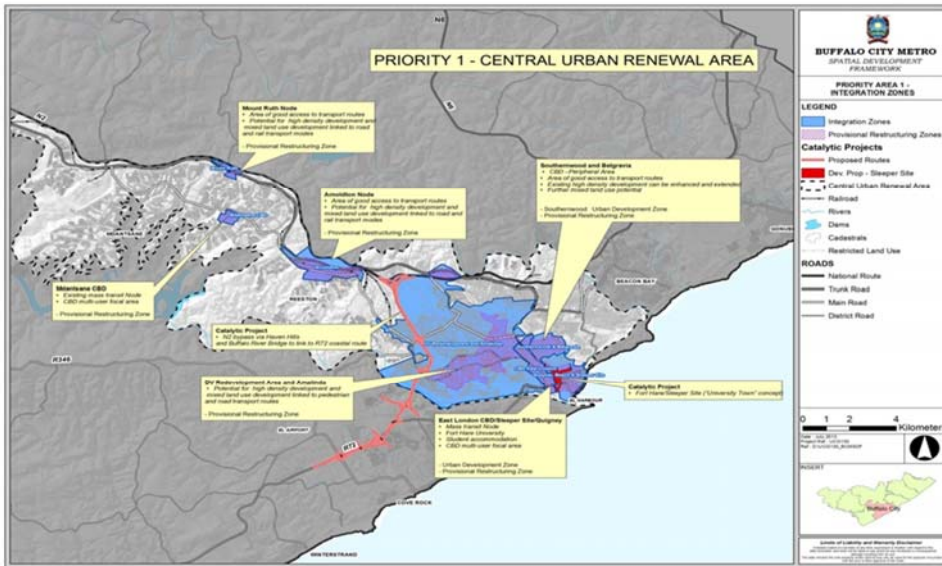 PRIORITY 1 - CENTRAL URBAN RENEWAL AREA
N6
N2
Mount Ruth Node
• Area of good access to transport routes
• Potential for high density development and
mixed land use development linked to road
and rail transport modes
- Provisional Restructuring Zone
Southernwood and Belgravia
• CBD - Peripheral Area
• Area of good access to transport routes
• Existing high density development can be enhanced and extended
• Further mixed land use potential
- Southernwood Urban Development Zone
- Provisional Restructuring Zone
Amalinda Node
• Area of good access to transport routes
• Potential for high density development and
mixed land use development linked to road and
rail transport modes
- Provisional Restructuring Zone
MDANTSANE
Mdantsane CBD
• Existing mass transit Node
• CBD multi-user focal area
- Provisional Restructuring Zone
REESTON
BEACON BAY
R346
Catalytic Project
• N2 bypass via Haven Hills
and Buffalo River Bridge to link to R72 coastal route
DV Redevelopment Area and Amalinda
• Potential for high density development and
mixed land use development linked to pedestrian
and road transport routes
- Provisional Restructuring Zone
Catalytic Project
• Fort Hare/Sleeper Site ("University Town" concept)
EL HARBOUR
East London CBD/Sleeper Site/Quigney
• Mass transit Node
• Fort Hare University
• Student accommodation
• CBD multi-user focal area
- Urban Development Zone
- Provisional Restructuring Zone
EL AIRPORT
R72
COVE ROCK
WINTERSTRAND
BUFFALO CITY METRO
SPATIAL DEVELOPMENT
FRAMEWORK
PRIORITY AREA 1 -
INTEGRATION ZONES
LEGEND
Integration Zones
Provisional Restructuring Zones
Catalytic Projects
Proposed Routes
Dev. Prop - Sleeper Site
Central Urban Renewal Area
Railroad
Rivers
Dams
Cadastrals
Restricted Land Use
ROADS
National Route
Trunk Road
Main Road
District Road
0 1 2 4
Kilometers
INSERT
Buffalo City
Limits of Liability and Warranty Disclaimer